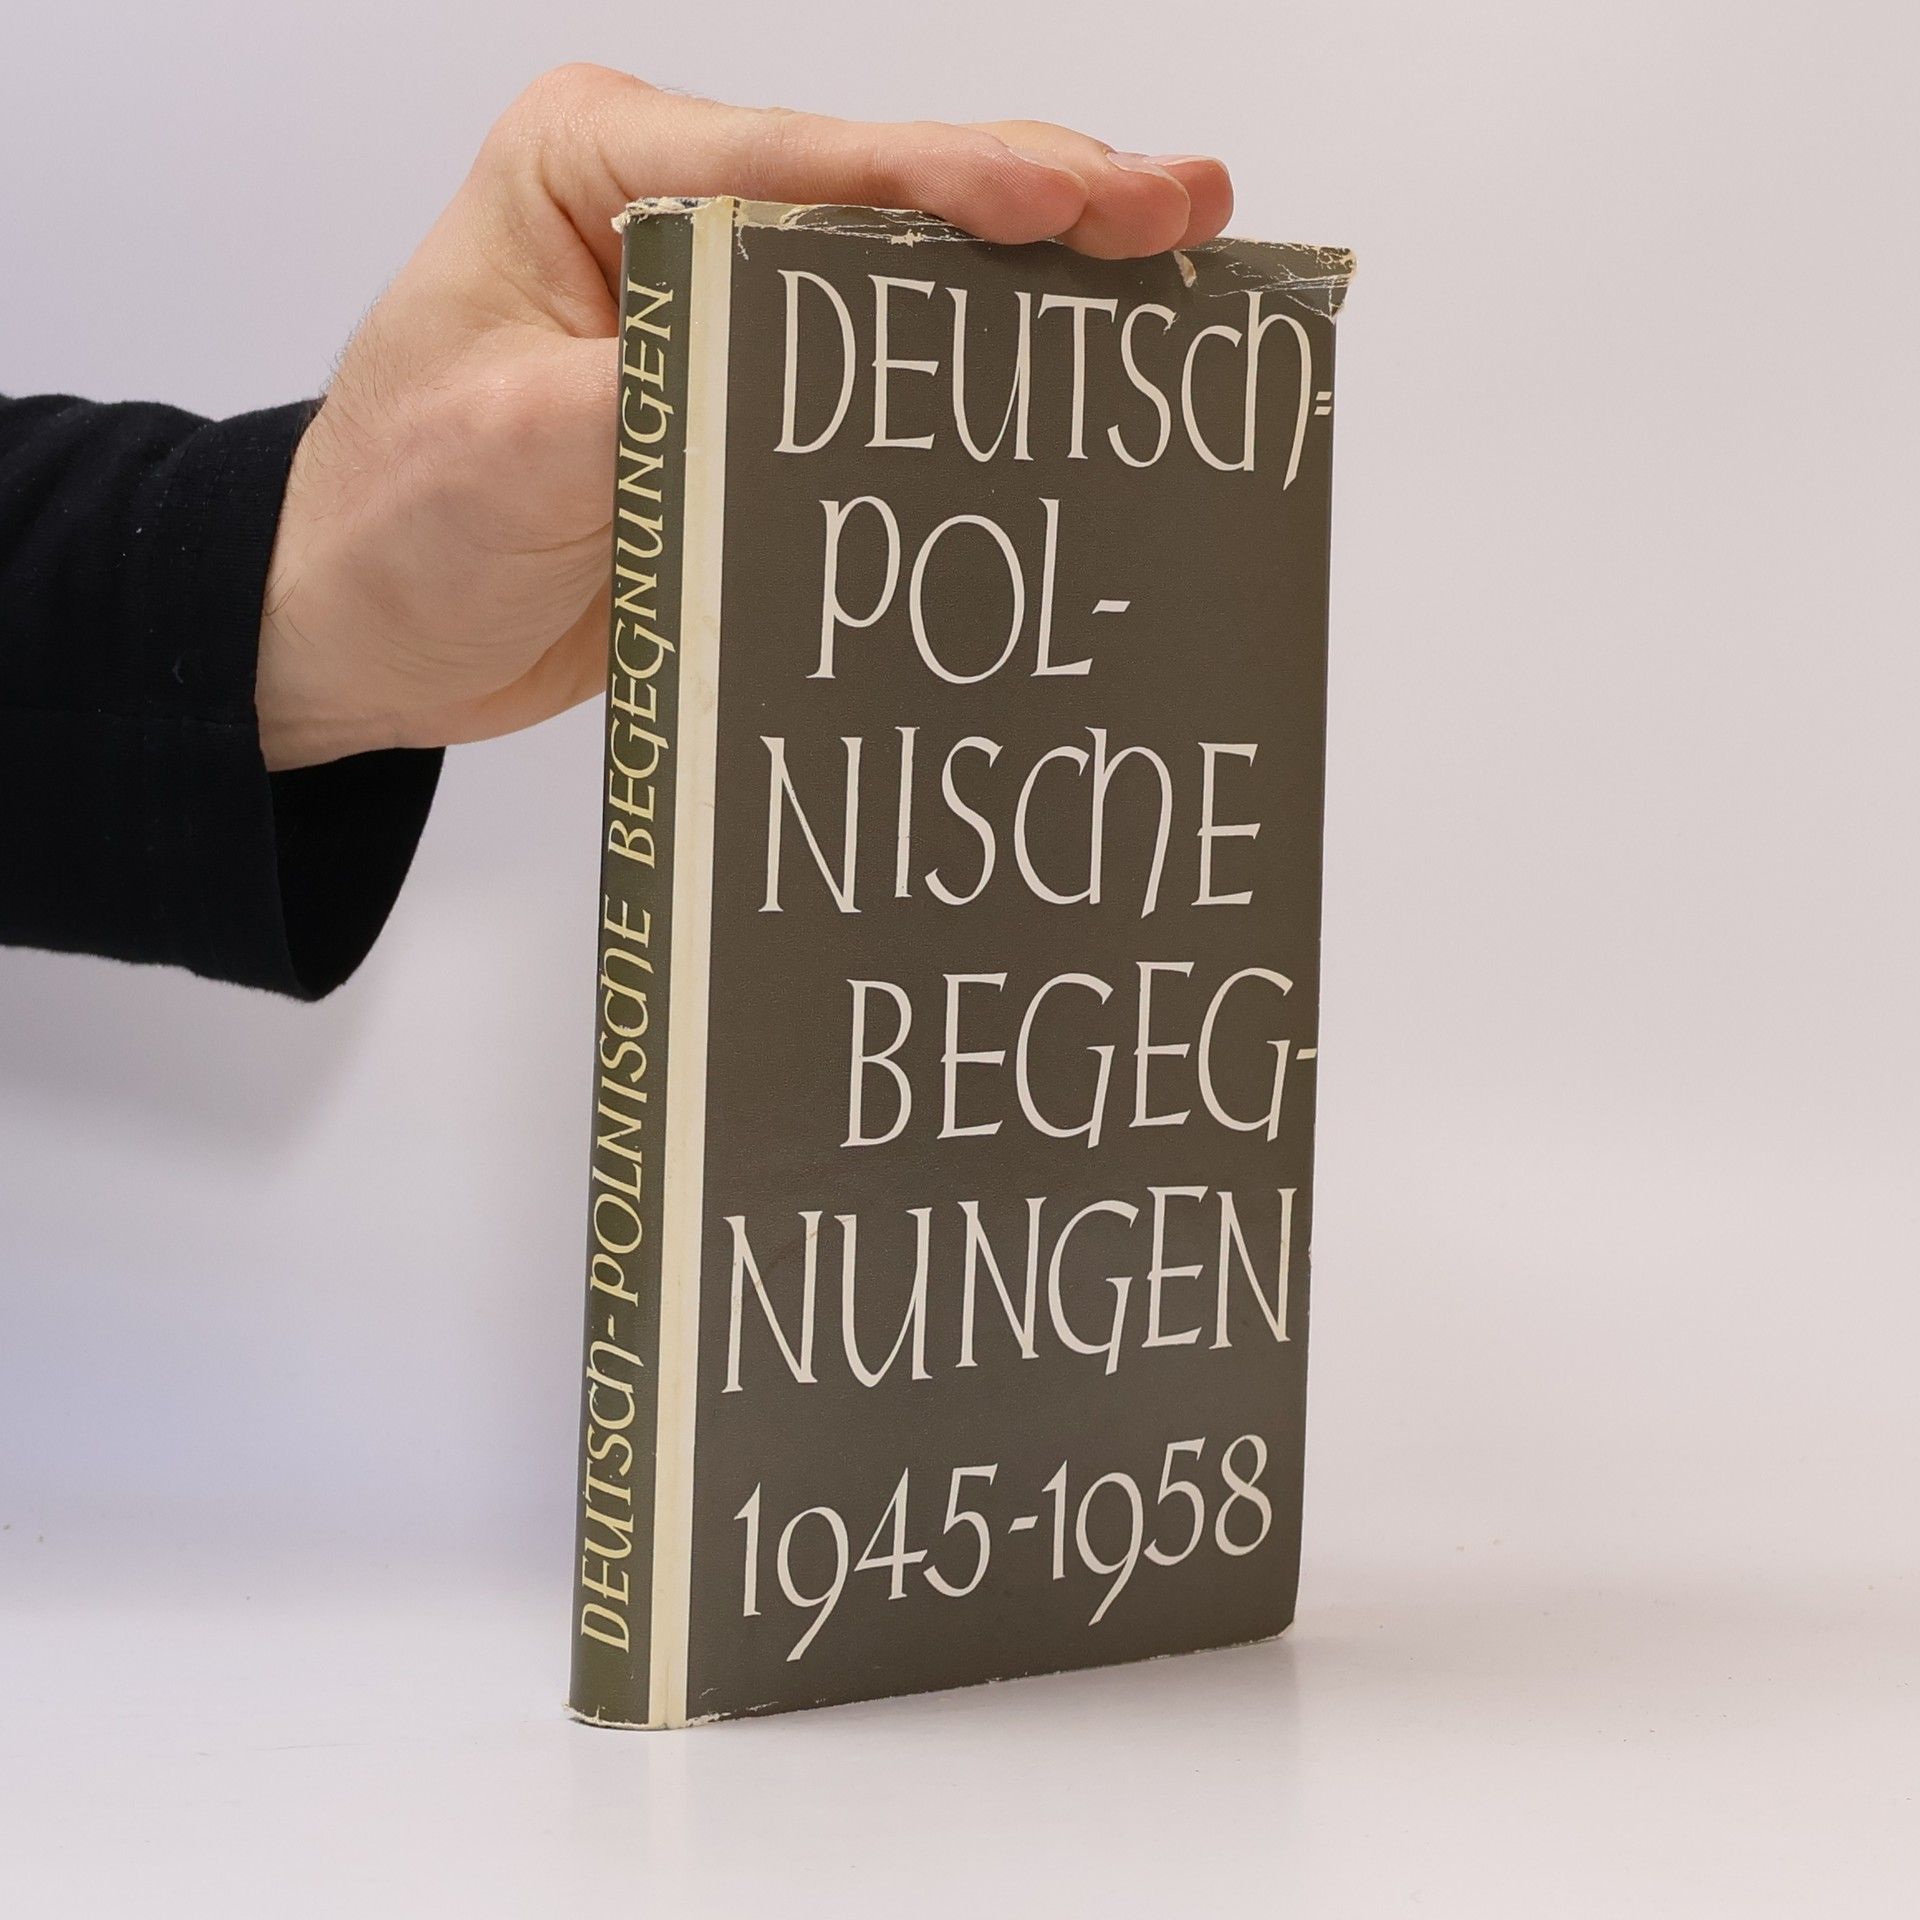 DEUTSCH-POLNISCHE BEGEGNUNGEN
DEUTSCH-
POL-
NISCHE
BEGEG-
NUNGEN
1945-1958